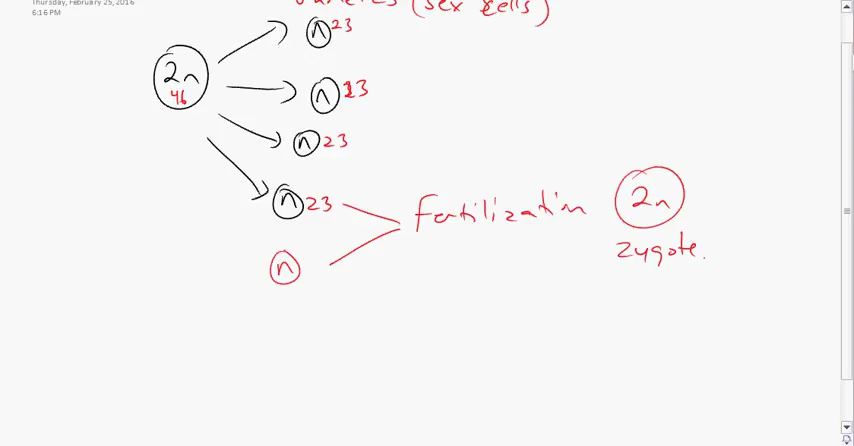 Thursday, February 25, 2016
6:16 PM
(sex cells)
n 23
2n
46
n 23
n 23
n 23
Fertilization
2n
n
zygote.